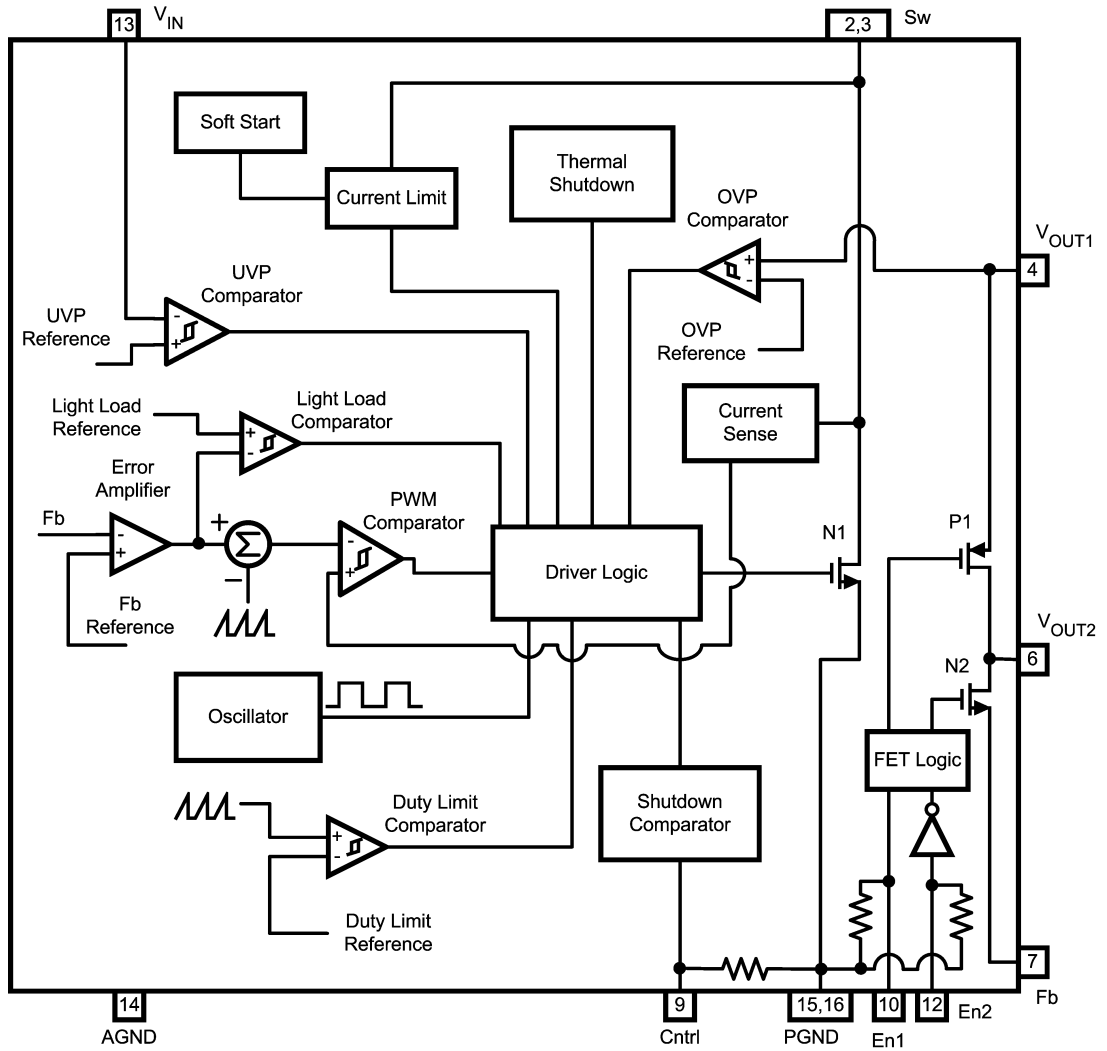 13
V_IN
2,3
Sw
Soft Start
Thermal
Shutdown
Current Limit
OVP
Comparator
+
-
V_OUT1
4
UVP
Comparator
UVP
Reference
-
+
OVP
Reference
Light Load
Reference
Light Load
Comparator
+
-
Current
Sense
Error
Amplifier
Fb
-
+
+
Σ
−
PWM
Comparator
-
+
Driver Logic
N1
P1
Fb
Reference
V_OUT2
6
N2
Oscillator
FET Logic
Duty Limit
Comparator
+
-
Shutdown
Comparator
Duty Limit
Reference
7
Fb
14
AGND
9
Cntrl
15,16
PGND
10
En1
12
En2